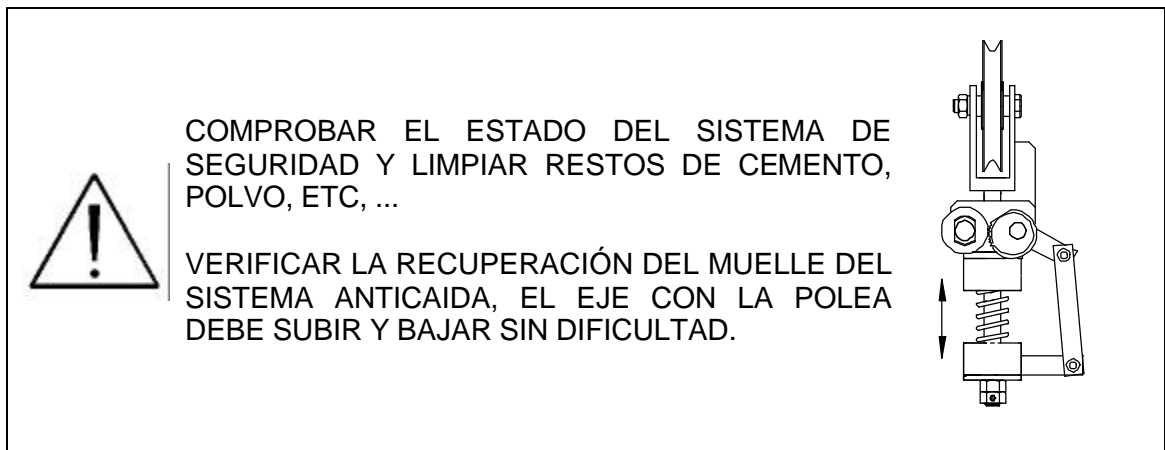 COMPROBAR EL ESTADO DEL SISTEMA DE
SEGURIDAD Y LIMPIAR RESTOS DE CEMENTO,
POLVO, ETC, ...
VERIFICAR LA RECUPERACIÓN DEL MUELLE DEL
SISTEMA ANTICAIDA, EL EJE CON LA POLEA
DEBE SUBIR Y BAJAR SIN DIFICULTAD.